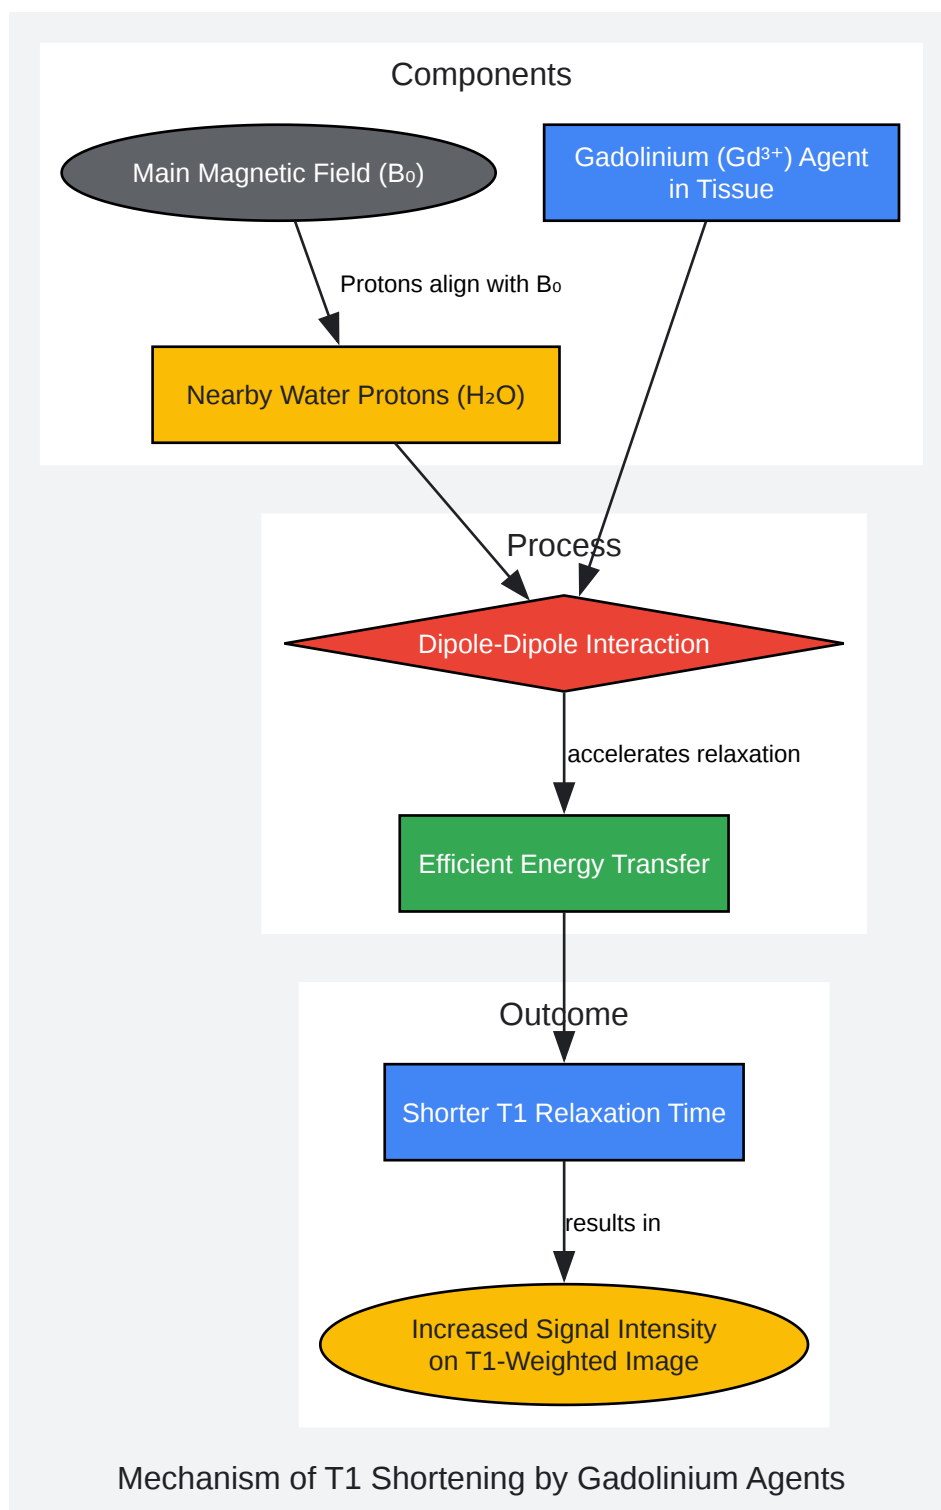 Components
Main Magnetic Field (B₀)
Gadolinium (Gd³⁺) Agent
in Tissue
Protons align with B₀
Nearby Water Protons (H₂O)
Process
Dipole-Dipole Interaction
accelerates relaxation
Efficient Energy Transfer
Outcome
Shorter T1 Relaxation Time
results in
Increased Signal Intensity
on T1-Weighted Image
Mechanism of T1 Shortening by Gadolinium Agents